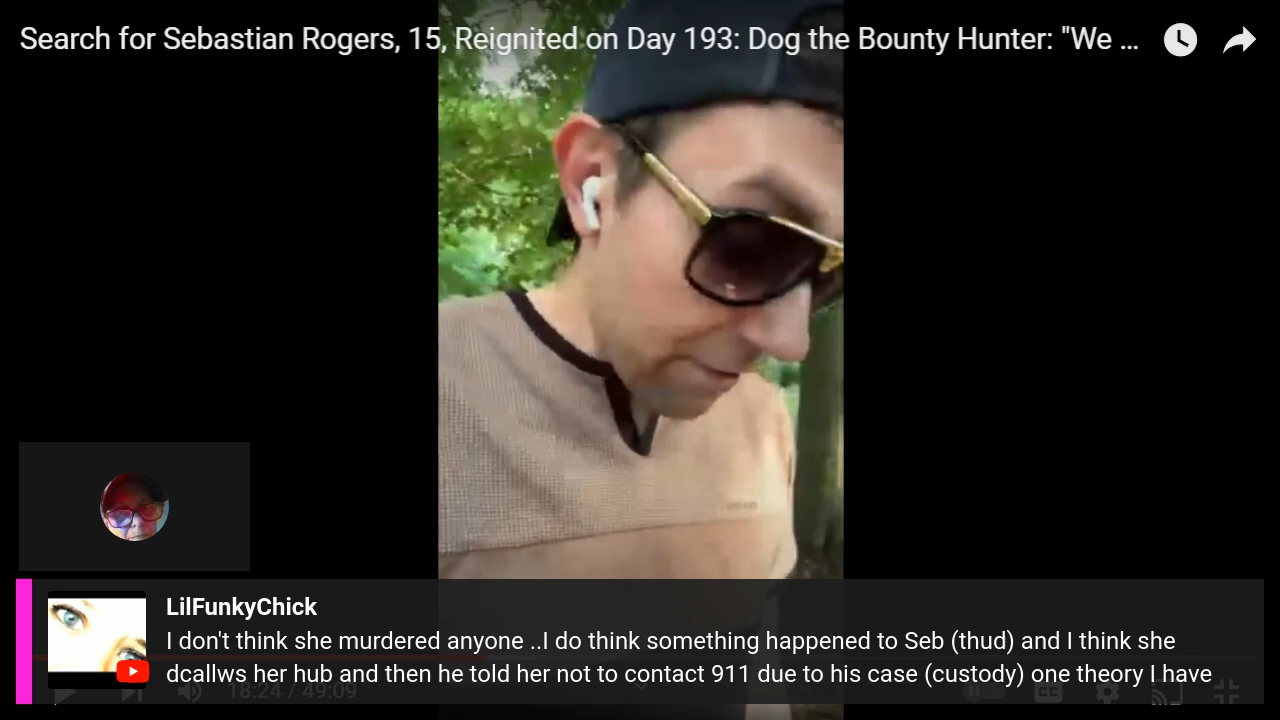 Search for Sebastian Rogers, 15, Reignited on Day 193: Dog the Bounty Hunter: "We ...
LilFunkyChick
I don't think she murdered anyone ..I do think something happened to Seb (thud) and I think she
dcallws her hub and then he told her not to contact 911 due to his case (custody) one theory I have
18:24 / 49:09
CC